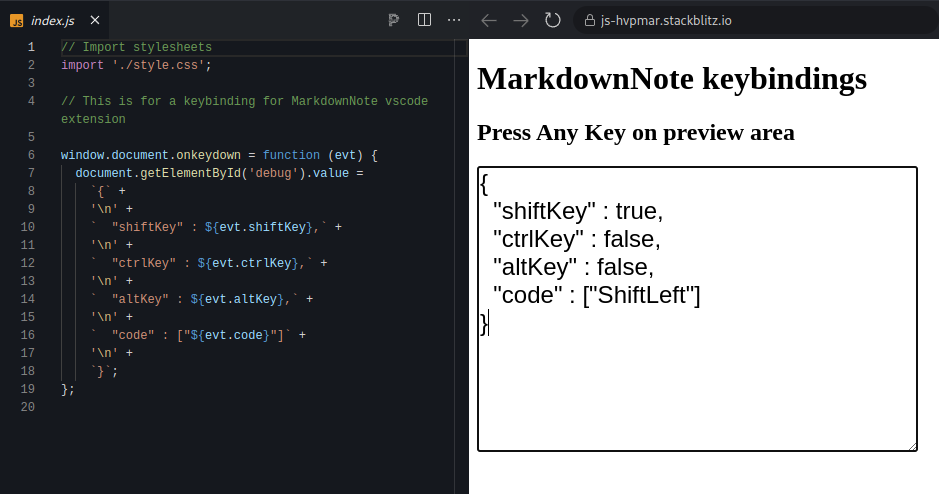 JS index.js ×
1 // Import stylesheets
2 import './style.css';
3
4 // This is for a keybinding for MarkdownNote vscode
extension
5
6 window.document.onkeydown = function (evt) {
7   document.getElementById('debug').value =
8     `{` +
9     '\n' +
10     `  "shiftKey" : ${evt.shiftKey},` +
11     '\n' +
12     `  "ctrlKey" : ${evt.ctrlKey},` +
13     '\n' +
14     `  "altKey" : ${evt.altKey},` +
15     '\n' +
16     `  "code" : ["${evt.code}"]` +
17     '\n' +
18     `}`;
19 };
20
js-hvpmar.stackblitz.io
MarkdownNote keybindings
Press Any Key on preview area
{
  "shiftKey" : true,
  "ctrlKey" : false,
  "altKey" : false,
  "code" : ["ShiftLeft"]
}